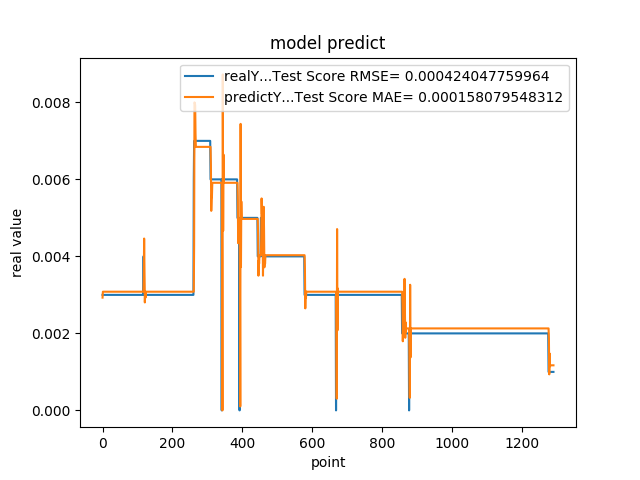 model predict
realY...Test Score RMSE= 0.000424047759964
predictY...Test Score MAE= 0.000158079548312
real value
0.008
0.006
0.004
0.002
0.000
0 200 400 600 800 1000 1200
point